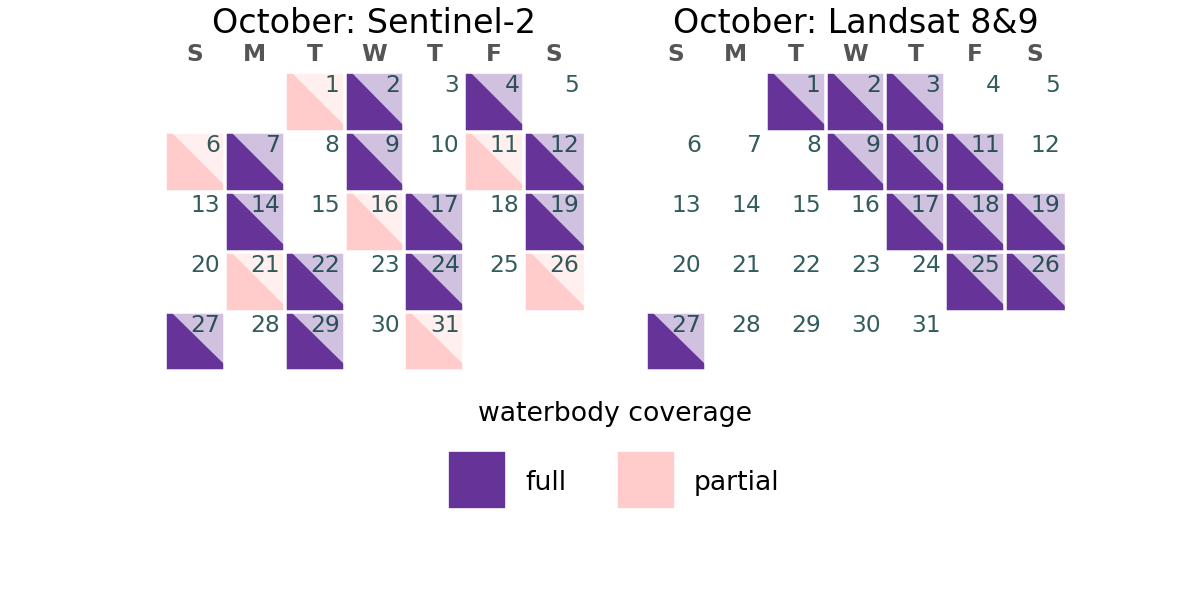 October: Sentinel-2
S M T W T F S
1 2 3 4 5
6 7 8 9 10 11 12
13 14 15 16 17 18 19
20 21 22 23 24 25 26
27 28 29 30 31
October: Landsat 8&9
S M T W T F S
1 2 3 4 5
6 7 8 9 10 11 12
13 14 15 16 17 18 19
20 21 22 23 24 25 26
27 28 29 30 31
waterbody coverage
full partial